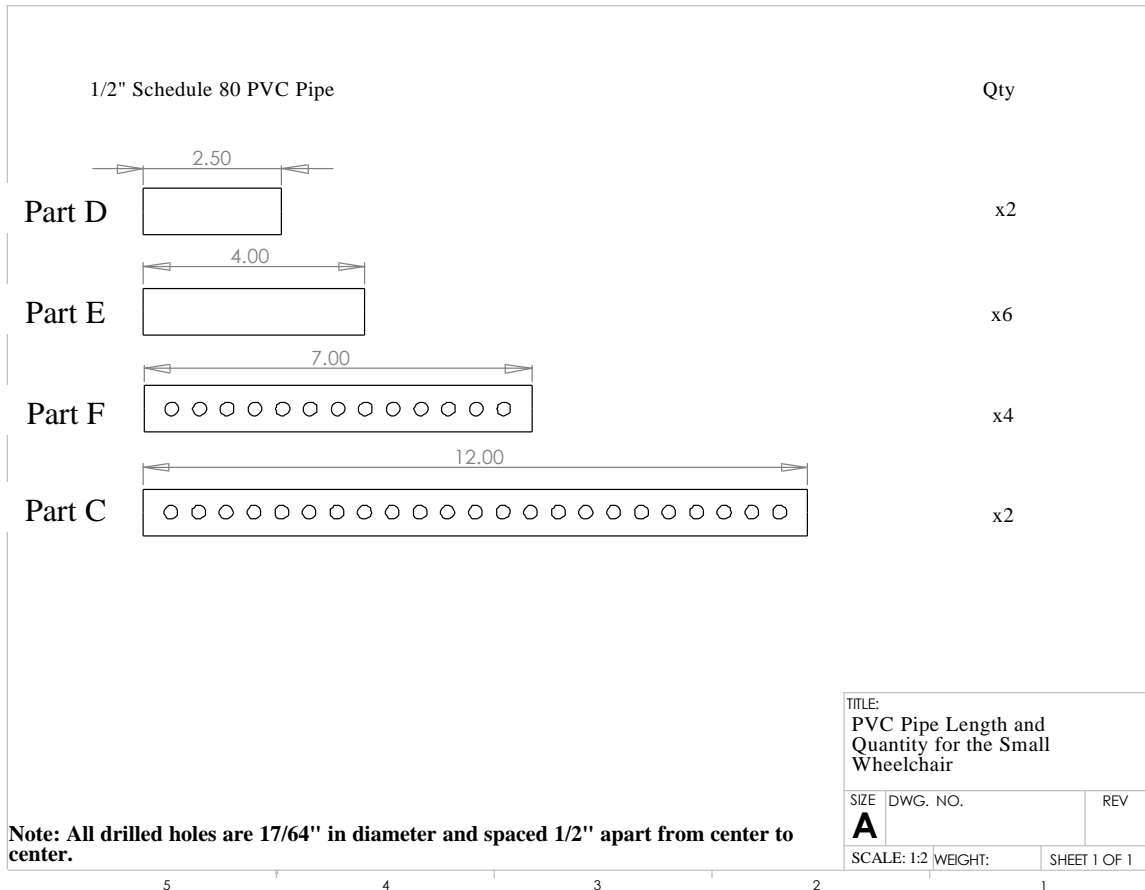 1/2" Schedule 80 PVC Pipe Qty
2.50
Part D x2
4.00
Part E x6
7.00
Part F x4
12.00
Part C x2
TITLE:
PVC Pipe Length and
Quantity for the Small
Wheelchair
SIZE DWG. NO. REV
A
SCALE: 1:2 WEIGHT: SHEET 1 OF 1
Note: All drilled holes are 17/64" in diameter and spaced 1/2" apart from center to
center.
5 4 3 2 1